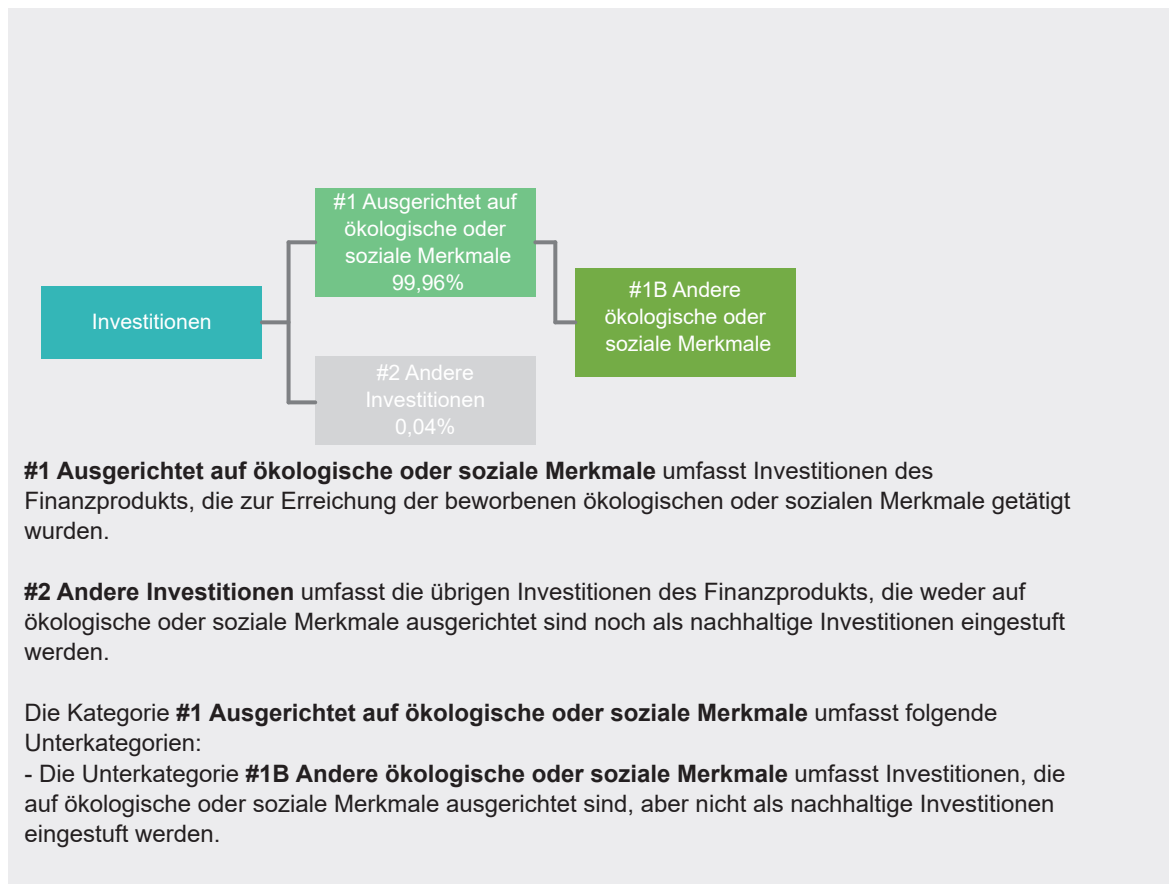 #1 Ausgerichtet auf
ökologische oder
soziale Merkmale
99,96%
Investitionen
#1B Andere
ökologische oder
soziale Merkmale
#2 Andere
Investitionen
0,04%
#1 Ausgerichtet auf ökologische oder soziale Merkmale umfasst Investitionen des
Finanzprodukts, die zur Erreichung der beworbenen ökologischen oder sozialen Merkmale getätigt
wurden.
#2 Andere Investitionen umfasst die übrigen Investitionen des Finanzprodukts, die weder auf
ökologische oder soziale Merkmale ausgerichtet sind noch als nachhaltige Investitionen eingestuft
werden.
Die Kategorie #1 Ausgerichtet auf ökologische oder soziale Merkmale umfasst folgende
Unterkategorien:
- Die Unterkategorie #1B Andere ökologische oder soziale Merkmale umfasst Investitionen, die
auf ökologische oder soziale Merkmale ausgerichtet sind, aber nicht als nachhaltige Investitionen
eingestuft werden.